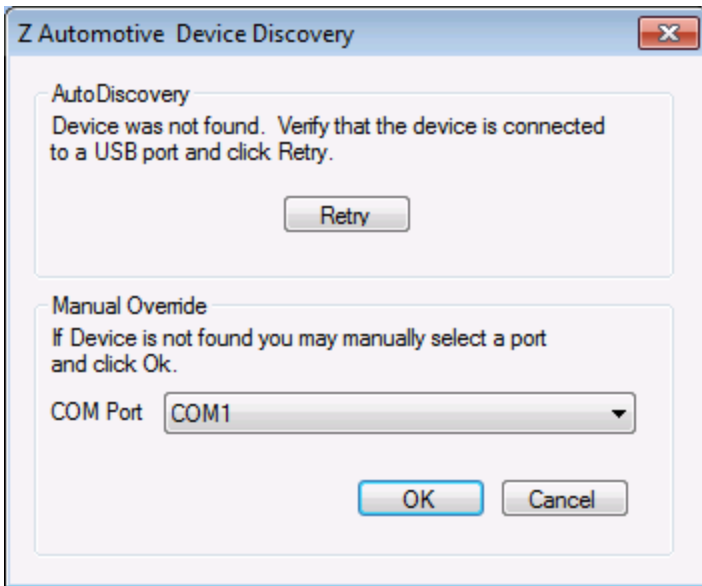 Z Automotive  Device Discovery
AutoDiscovery
Device was not found.  Verify that the device is connected
to a USB port and click Retry.
Retry
Manual Override
If Device is not found you may manually select a port
and click Ok.
COM Port COM1
OK Cancel